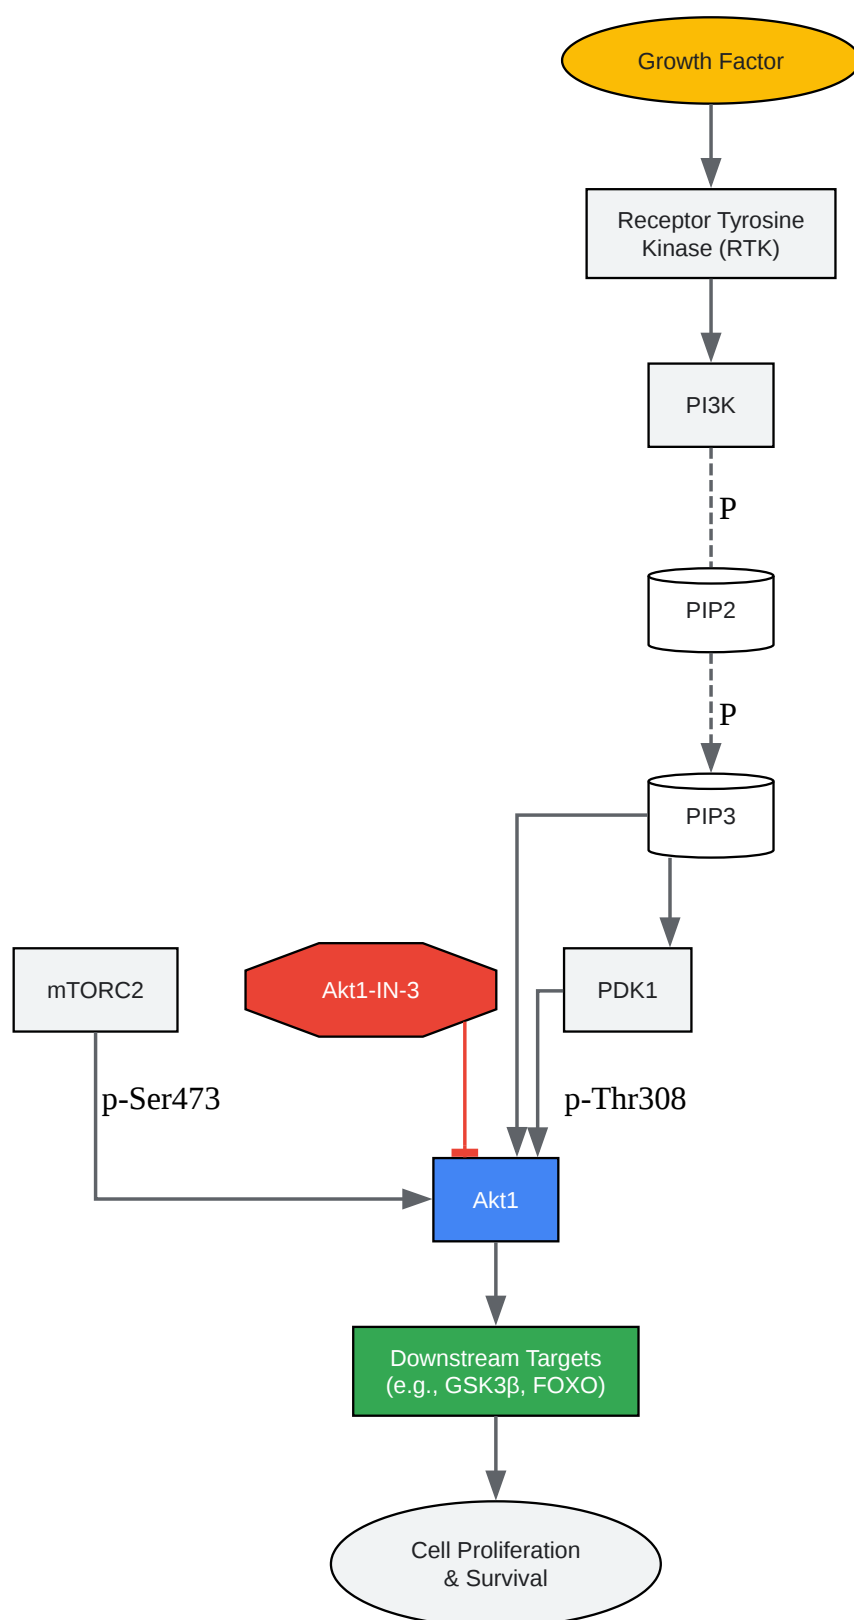 Growth Factor
Receptor Tyrosine
Kinase (RTK)
PI3K
P
PIP2
P
PIP3
mTORC2
Akt1-IN-3
PDK1
p-Ser473
p-Thr308
Akt1
Downstream Targets
(e.g., GSK3β, FOXO)
Cell Proliferation
& Survival